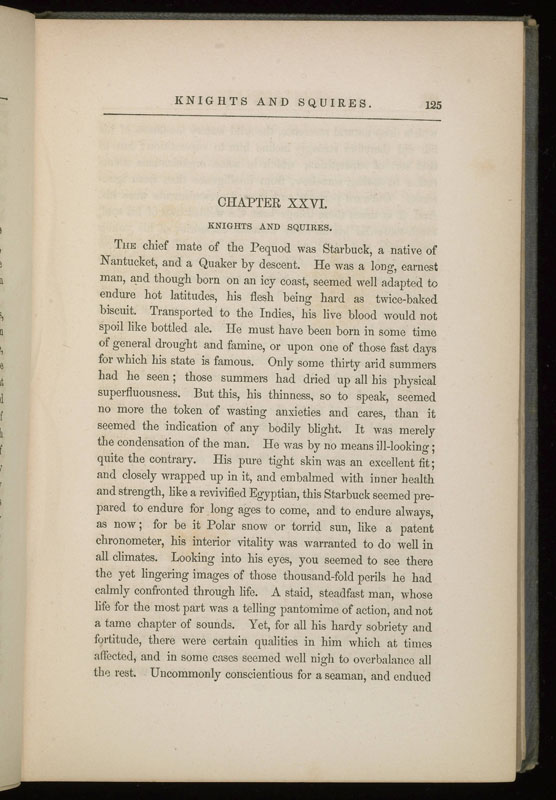 KNIGHTS AND SQUIRES. 125
CHAPTER XXVI.
KNIGHTS AND SQUIRES.
THE chief mate of the Pequod was Starbuck, a native of
Nantucket, and a Quaker by descent. He was a long, earnest
man, and though born on an icy coast, seemed well adapted to
endure hot latitudes, his flesh being hard as twice-baked
biscuit. Transported to the Indies, his live blood would not
spoil like bottled ale. He must have been born in some time
of general drought and famine, or upon one of those fast days
for which his state is famous. Only some thirty arid summers
had he seen; those summers had dried up all his physical
superfluousness. But this, his thinness, so to speak, seemed
no more the token of wasting anxieties and cares, than it
seemed the indication of any bodily blight. It was merely
the condensation of the man. He was by no means ill-looking;
quite the contrary. His pure tight skin was an excellent fit;
and closely wrapped up in it, and embalmed with inner health
and strength, like a revivified Egyptian, this Starbuck seemed pre-
pared to endure for long ages to come, and to endure always,
as now; for be it Polar snow or torrid sun, like a patent
chronometer, his interior vitality was warranted to do well in
all climates. Looking into his eyes, you seemed to see there
the yet lingering images of those thousand-fold perils he had
calmly confronted through life. A staid, steadfast man, whose
life for the most part was a telling pantomime of action, and not
a tame chapter of sounds. Yet, for all his hardy sobriety and
fortitude, there were certain qualities in him which at times
affected, and in some cases seemed well nigh to overbalance all
the rest. Uncommonly conscientious for a seaman, and endued